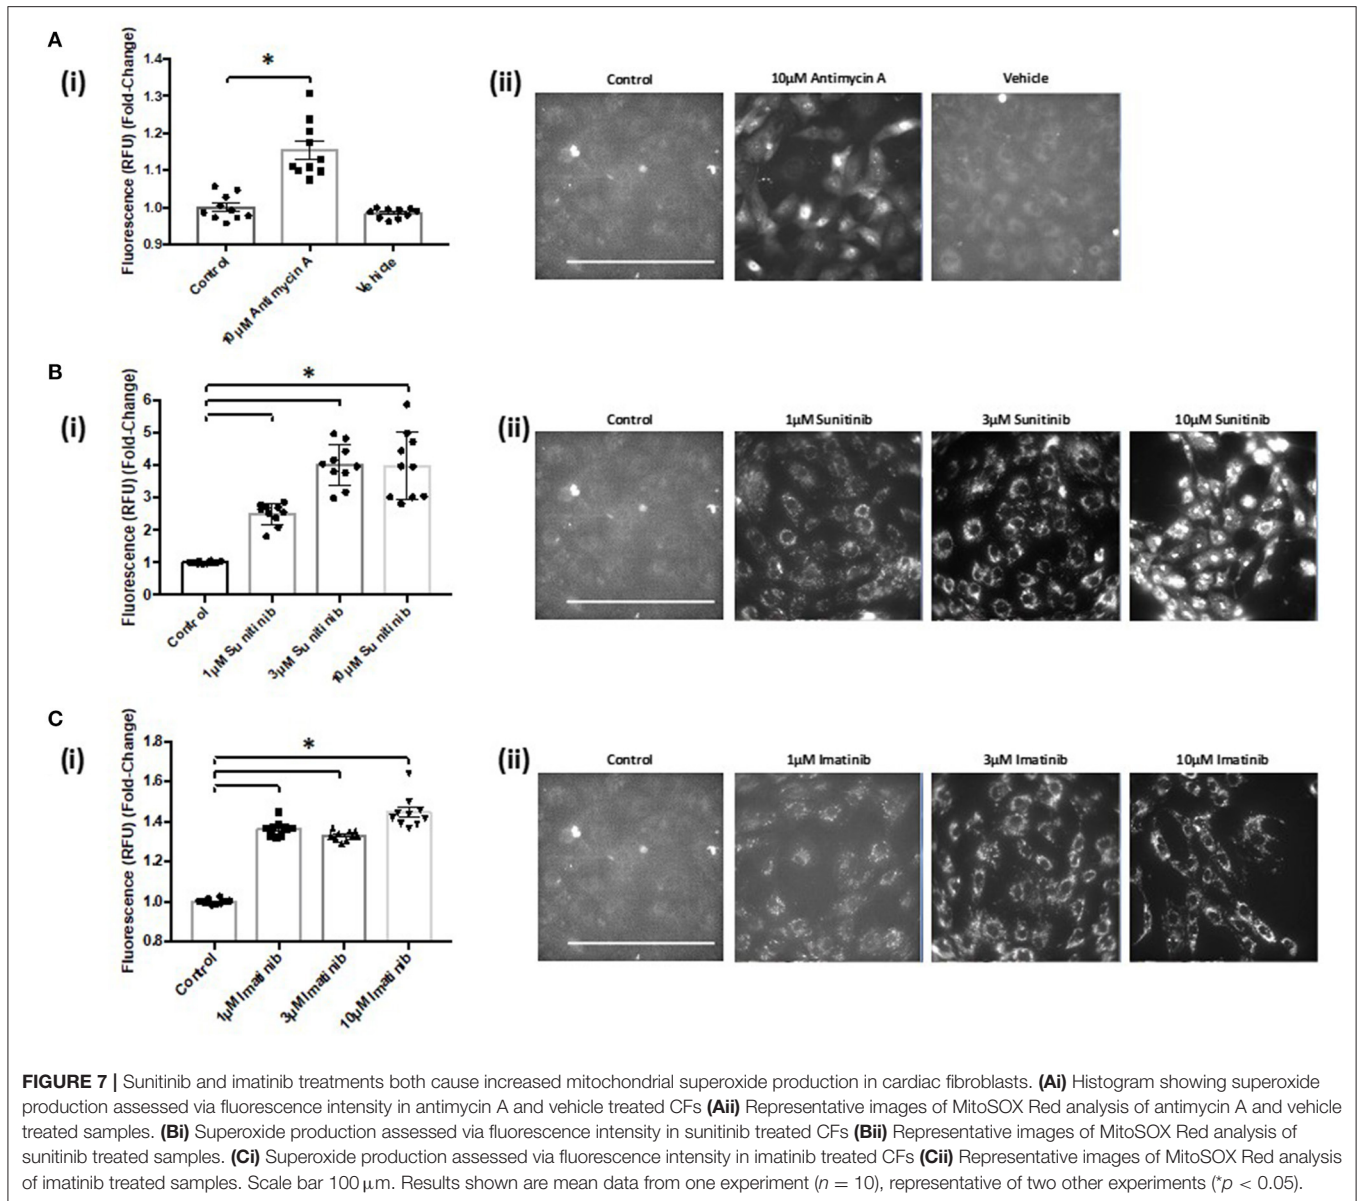 A
(i)
Fluorescence (RFU) (Fold-Change)
1.4
1.3
1.2
1.1
1.0
0.9
*
Control
10µM Antimycin A
Vehicle
(ii)
Control
10µM Antimycin A
Vehicle
B
(i)
Fluorescence (RFU) (Fold-Change)
6
5
4
3
2
1
0
*
Control
1µM Sunitinib
3µM Sunitinib
10µM Sunitinib
(ii)
Control
1µM Sunitinib
3µM Sunitinib
10µM Sunitinib
C
(i)
Fluorescence (RFU) (Fold-Change)
1.8
1.6
1.4
1.2
1.0
0.8
*
Control
1µM Imatinib
3µM Imatinib
10µM Imatinib
(ii)
Control
1µM Imatinib
3µM Imatinib
10µM Imatinib
FIGURE 7 | Sunitinib and imatinib treatments both cause increased mitochondrial superoxide production in cardiac fibroblasts. (Ai) Histogram showing superoxide
production assessed via fluorescence intensity in antimycin A and vehicle treated CFs (Aii) Representative images of MitoSOX Red analysis of antimycin A and vehicle
treated samples. (Bi) Superoxide production assessed via fluorescence intensity in sunitinib treated CFs (Bii) Representative images of MitoSOX Red analysis of
sunitinib treated samples. (Ci) Superoxide production assessed via fluorescence intensity in imatinib treated CFs (Cii) Representative images of MitoSOX Red analysis
of imatinib treated samples. Scale bar 100 µm. Results shown are mean data from one experiment (n = 10), representative of two other experiments (*p < 0.05).